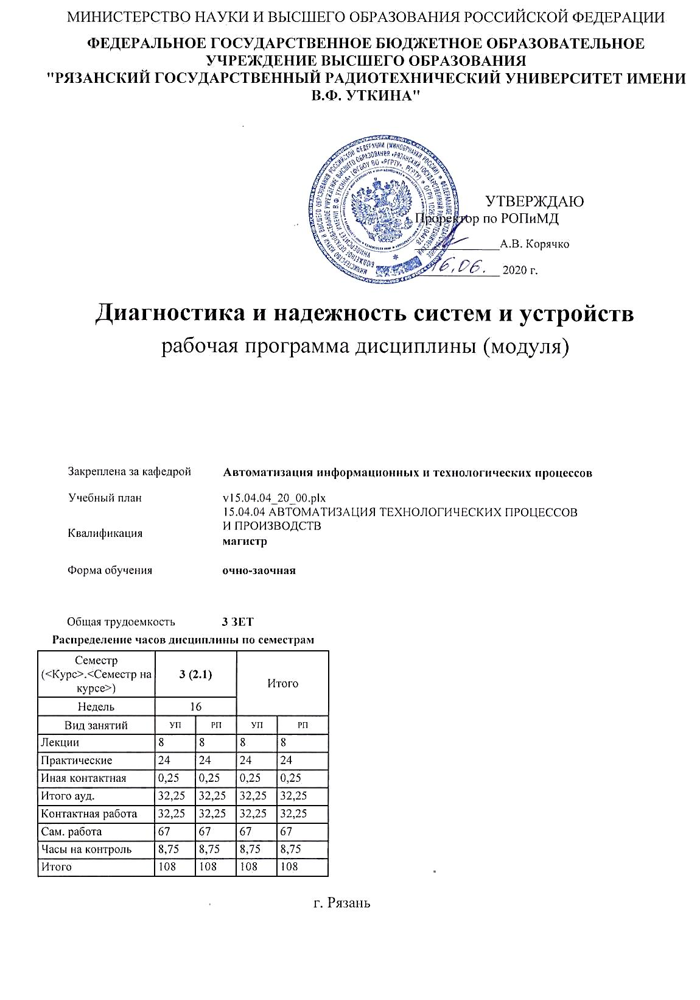 МИНИСТЕРСТВО НАУКИ И ВЫСШЕГО ОБРАЗОВАНИЯ РОССИЙСКОЙ ФЕДЕРАЦИИ
ФЕДЕРАЛЬНОЕ ГОСУДАРСТВЕННОЕ БЮДЖЕТНОЕ ОБРАЗОВАТЕЛЬНОЕ
УЧРЕЖДЕНИЕ ВЫСШЕГО ОБРАЗОВАНИЯ
"РЯЗАНСКИЙ ГОСУДАРСТВЕННЫЙ РАДИОТЕХНИЧЕСКИЙ УНИВЕРСИТЕТ ИМЕНИ
В.Ф. УТКИНА"
УТВЕРЖДАЮ
Проректор по РОПиМД
А.В. Корячко
16.06. 2020 г.
Диагностика и надежность систем и устройств
рабочая программа дисциплины (модуля)
Закреплена за кафедрой Автоматизация информационных и технологических процессов
Учебный план v15.04.04_20_00.plx
15.04.04 АВТОМАТИЗАЦИЯ ТЕХНОЛОГИЧЕСКИХ ПРОЦЕССОВ
И ПРОИЗВОДСТВ
Квалификация магистр
Форма обучения очно-заочная
Общая трудоемкость 3 ЗЕТ
Распределение часов дисциплины по семестрам
Семестр
(<Курс>.<Семестр на
курсе>) 3 (2.1) Итого
Недель 16
Вид занятий УП РП УП РП
Лекции 8 8 8 8
Практические 24 24 24 24
Иная контактная 0,25 0,25 0,25 0,25
Итого ауд. 32,25 32,25 32,25 32,25
Контактная работа 32,25 32,25 32,25 32,25
Сам. работа 67 67 67 67
Часы на контроль 8,75 8,75 8,75 8,75
Итого 108 108 108 108
г. Рязань